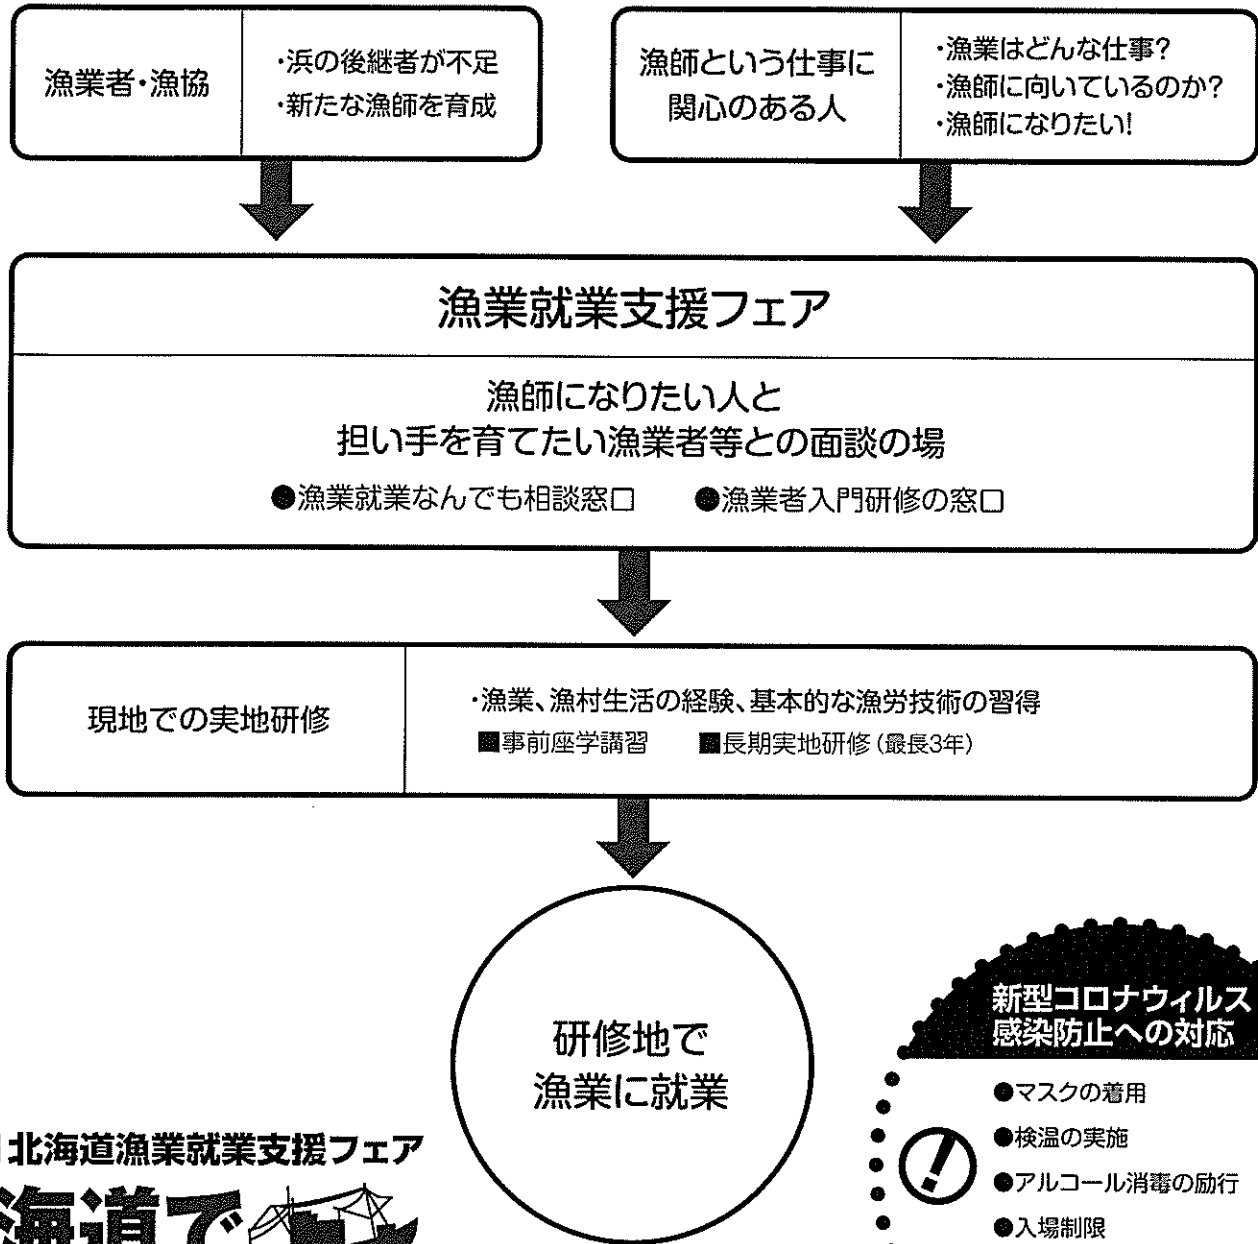 漁業者・漁協
・浜の後継者が不足
・新たな漁師を育成
漁師という仕事に
関心のある人
・漁業はどんな仕事?
・漁師に向いているのか?
・漁師になりたい!
漁業就業支援フェア
漁師になりたい人と
担い手を育てたい漁業者等との面談の場
●漁業就業なんでも相談窓口 ●漁業者入門研修の窓口
現地での実地研修
・漁業、漁村生活の経験、基本的な漁労技術の習得
■事前座学講習 ■長期実地研修(最長3年)
研修地で
漁業に就業
新型コロナウィルス
感染防止への対応
●マスクの着用
●検温の実施
●アルコール消毒の励行
●入場制限
北海道漁業就業支援フェア
海道で